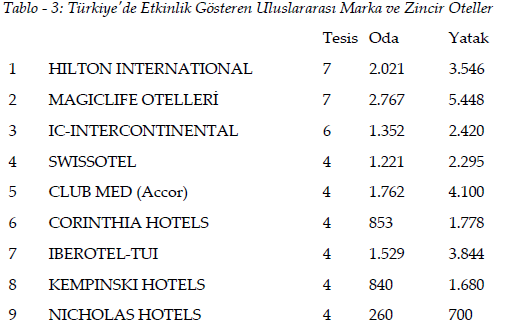 Tablo - 3: Türkiye'de Etkinlik Gösteren Uluslararası Marka ve Zincir Oteller
Tesis Oda Yatak
1 HILTON INTERNATIONAL 7 2.021 3.546
2 MAGICLIFE OTELLERİ 7 2.767 5.448
3 IC-INTERCONTINENTAL 6 1.352 2.420
4 SWISSOTEL 4 1.221 2.295
5 CLUB MED (Accor) 4 1.762 4.100
6 CORINTHIA HOTELS 4 853 1.778
7 IBEROTEL-TUI 4 1.529 3.844
8 KEMPINSKI HOTELS 4 840 1.680
9 NICHOLAS HOTELS 4 260 700